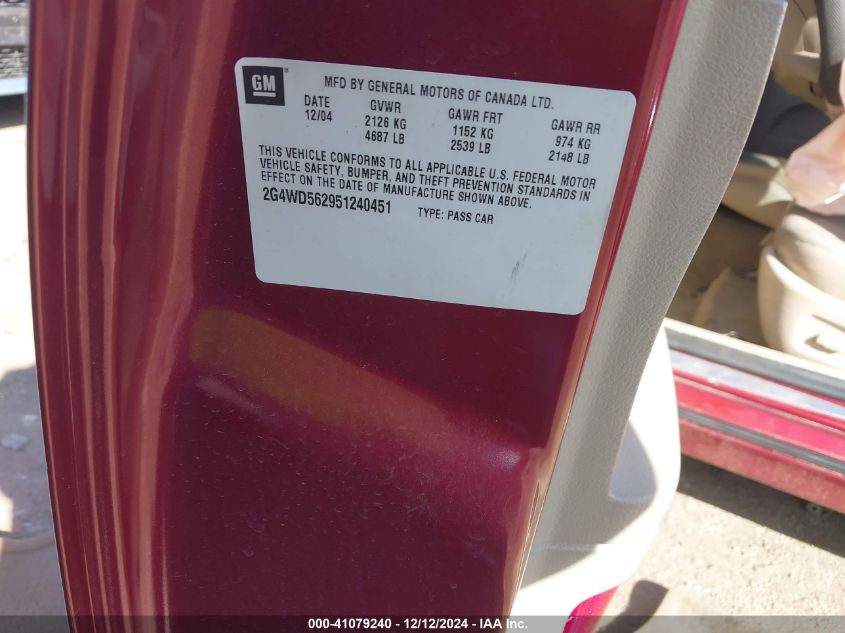 GM
MFD BY GENERAL MOTORS OF CANADA LTD.
DATE GVWR GAWR FRT GAWR RR
12/04 2126 KG 1152 KG 974 KG
4687 LB 2539 LB 2148 LB
THIS VEHICLE CONFORMS TO ALL APPLICABLE U.S. FEDERAL MOTOR
VEHICLE SAFETY, BUMPER, AND THEFT PREVENTION STANDARDS IN
EFFECT ON THE DATE OF MANUFACTURE SHOWN ABOVE.
2G4WD562951240451 TYPE: PASS CAR
000-41079240 - 12/12/2024 - IAA Inc.